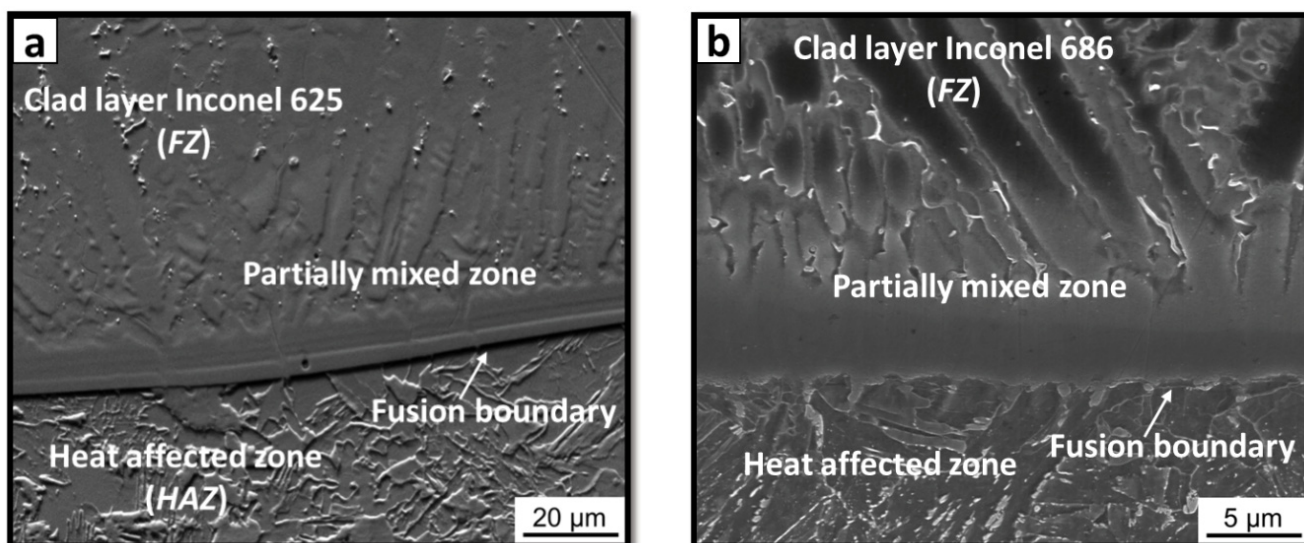 a
Clad layer Inconel 625
(FZ)
Partially mixed zone
Fusion boundary
Heat affected zone
(HAZ)
20 µm
b
Clad layer Inconel 686
(FZ)
Partially mixed zone
Fusion boundary
Heat affected zone
5 µm